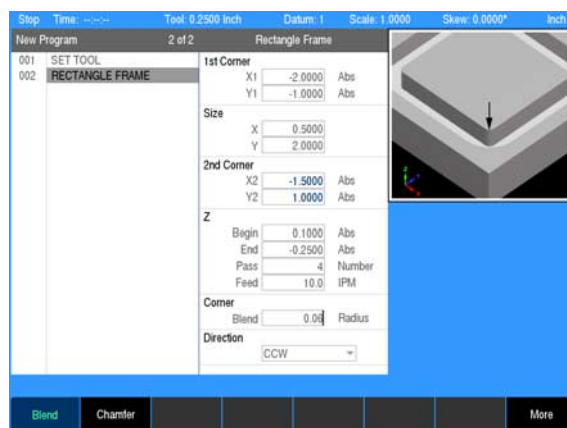 Stop Time: --:--:-- Tool: 0.2500 Inch Datum: 1 Scale: 1.0000 Skew: 0.0000° Inch
New Program 2 of 2 Rectangle Frame
001 SET TOOL
002 RECTANGLE FRAME
1st Corner
X1 -2.0000 Abs
Y1 -1.0000 Abs
Size
X 0.5000
Y 2.0000
2nd Corner
X2 -1.5000 Abs
Y2 1.0000 Abs
Z
Begin 0.1000 Abs
End -0.2500 Abs
Pass 4 Number
Feed 10.0 IPM
Corner
Blend 0.06 Radius
Direction
CCW
Blend Chamfer More